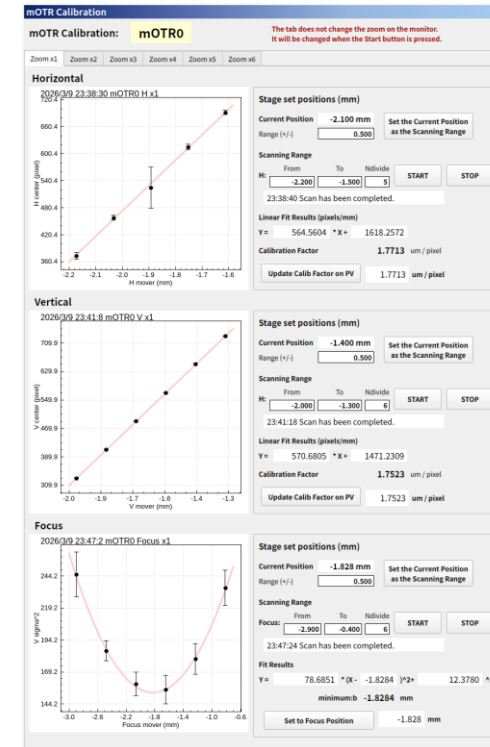 mOTR Calibration
mOTR Calibration: mOTR0
The tab does not change the zoom on the monitor.
It will be changed when the Start button is pressed.
Zoom x1 Zoom x2 Zoom x3 Zoom x4 Zoom x5 Zoom x6
Horizontal
2026/3/9 23:38:30 mOTR0 H x1
720.4
660.4
600.4
540.4
480.4
420.4
360.4
H center (pixel)
-2.2 -2.1 -2.0 -1.9 -1.8 -1.7 -1.6
H mover (mm)
Stage set positions (mm)
Current Position -2.100 mm
Range (+/-) 0.500
Set the Current Position
as the Scanning Range
Scanning Range
From To Ndivide
H: -2.200 -1.500 5 START STOP
23:38:40 Scan has been completed.
Linear Fit Results (pixels/mm)
Y = 564.5604 * X + 1618.2572
Calibration Factor 1.7713 um / pixel
Update Calib Factor on PV 1.7713 um / pixel
Vertical
2026/3/9 23:41:8 mOTR0 V x1
709.9
629.9
549.9
469.9
389.9
309.9
V center (pixel)
-2.0 -1.9 -1.7 -1.6 -1.4 -1.3
V mover (mm)
Stage set positions (mm)
Current Position -1.400 mm
Range (+/-) 0.500
Set the Current Position
as the Scanning Range
Scanning Range
From To Ndivide
H: -2.000 -1.300 6 START STOP
23:41:18 Scan has been completed.
Linear Fit Results (pixels/mm)
Y = 570.6805 * X + 1471.2309
Calibration Factor 1.7523 um / pixel
Update Calib Factor on PV 1.7523 um / pixel
Focus
2026/3/9 23:47:2 mOTR0 Focus x1
244.2
219.2
194.2
169.2
144.2
V sigma^2
-3.0 -2.6 -2.2 -1.8 -1.4 -1.0 -0.6
Focus mover (mm)
Stage set positions (mm)
Current Position -1.828 mm
Range (+/-) 0.500
Set the Current Position
as the Scanning Range
Scanning Range
From To Ndivide
Focus: -2.900 -0.400 6 START STOP
23:47:24 Scan has been completed.
Fit Results
Y = 78.6851 * (X - -1.8284 )^2+ 12.3780 ^
minimum:b -1.8284 mm
Set to Focus Position -1.828 mm